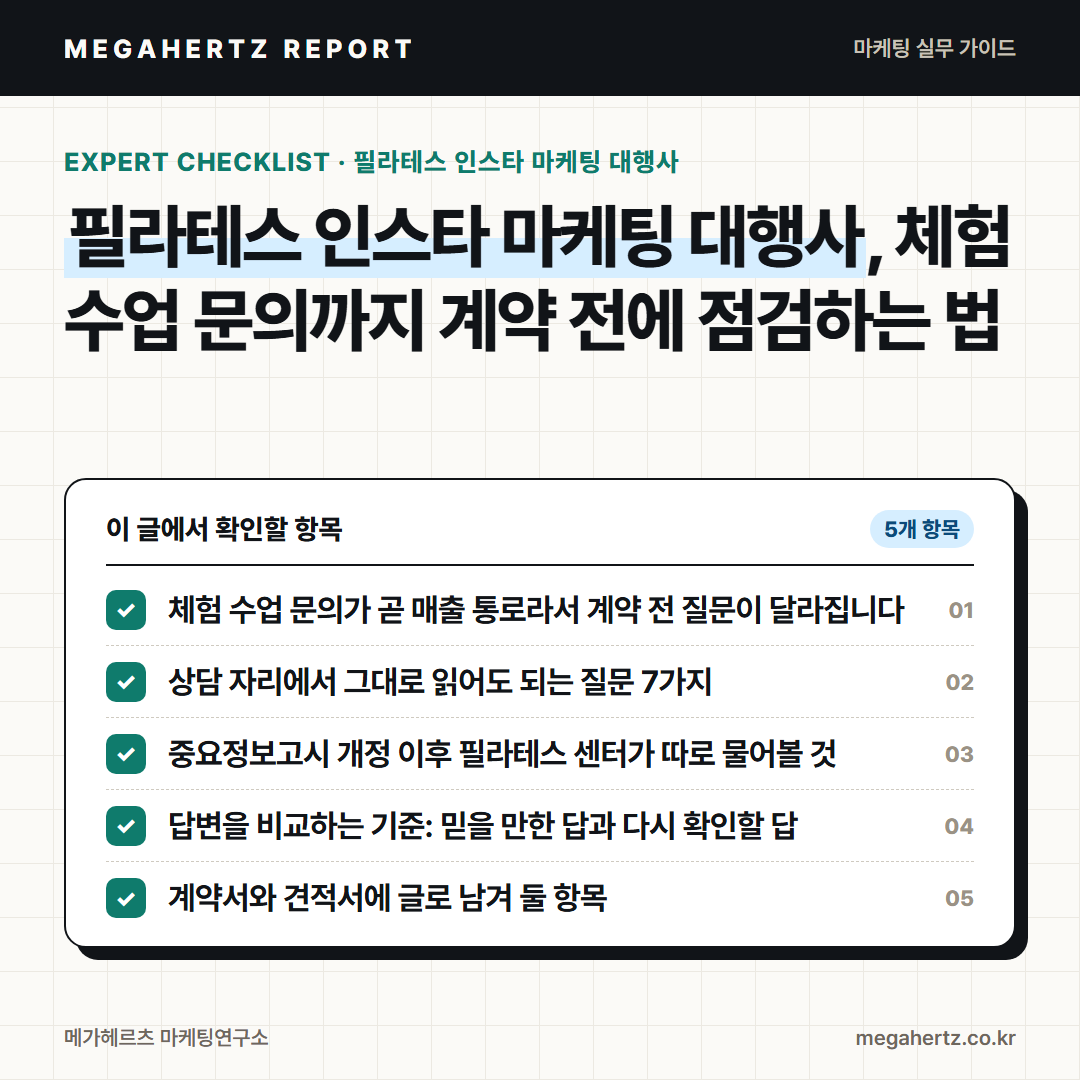 MEGAHERTZ REPORT
마케팅 실무 가이드
EXPERT CHECKLIST · 필라테스 인스타 마케팅 대행사
필라테스 인스타 마케팅 대행사, 체험
수업 문의까지 계약 전에 점검하는 법
이 글에서 확인할 항목
5개 항목
체험 수업 문의가 곧 매출 통로라서 계약 전 질문이 달라집니다 01
상담 자리에서 그대로 읽어도 되는 질문 7가지 02
중요정보고시 개정 이후 필라테스 센터가 따로 물어볼 것 03
답변을 비교하는 기준: 믿을 만한 답과 다시 확인할 답 04
계약서와 견적서에 글로 남겨 둘 항목 05
메가헤르츠 마케팅연구소
megahertz.co.kr